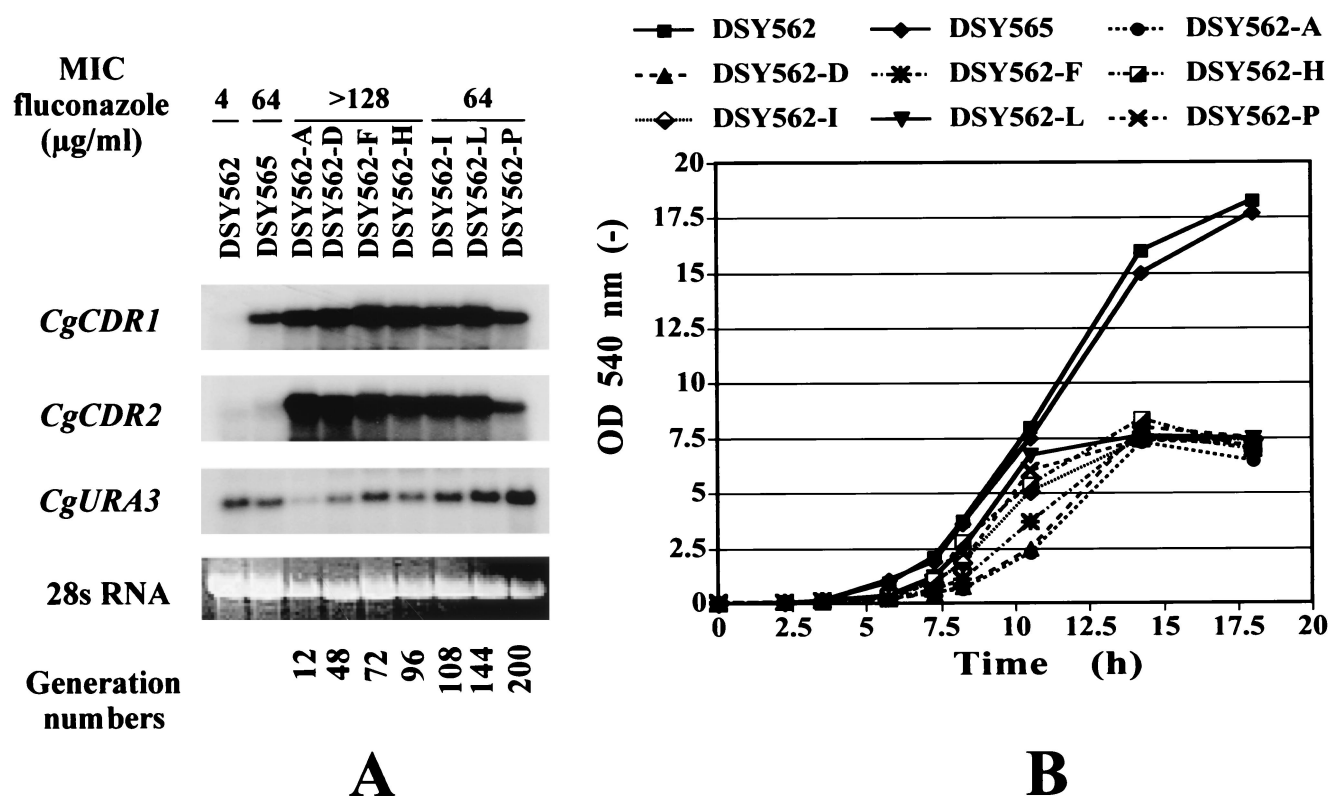 MIC
fluconazole
(µg/ml)
4 64 >128 64
DSY562
DSY565
DSY562-A
DSY562-D
DSY562-F
DSY562-H
DSY562-I
DSY562-L
DSY562-P
CgCDR1
CgCDR2
CgURA3
28s RNA
Generation
numbers
12
48
72
96
108
144
200
A
DSY562 DSY565 DSY562-A
DSY562-D DSY562-F DSY562-H
DSY562-I DSY562-L DSY562-P
OD 540 nm (-)
20
17.5
15
12.5
10
7.5
5
2.5
0
0 2.5 5 7.5 10 12.5 15 17.5 20
Time (h)
B